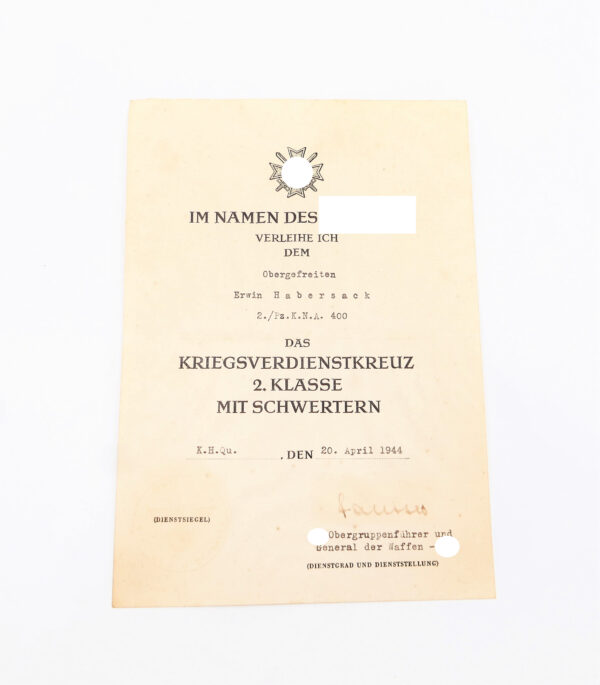 IM NAMEN DES
VERLEIHE ICH
DEM
Obergefreiten
Erwin Habersack
2./Pz.K.N.A. 400
DAS
KRIEGSVERDIENSTKREUZ
2. KLASSE
MIT SCHWERTERN
K.H.Qu. , DEN 20. April 1944
(DIENSTSIEGEL)
Obergruppenführer und
General der Waffen -
(DIENSTGRAD UND DIENSTSTELLUNG)